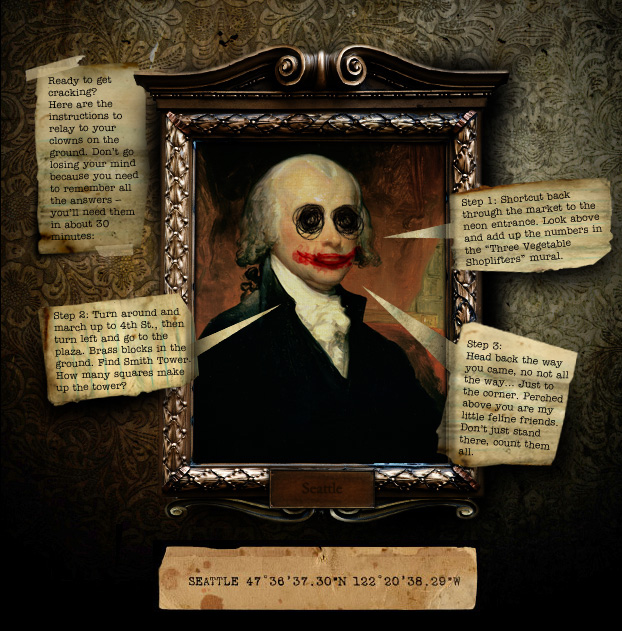 Ready to get
cracking?
Here are the
instructions to
relay to your
clowns on the
ground. Don't go
losing your mind
because you need
to remember all
the answers –
you'll need them
in about 30
minutes:
Step 1: Shortcut back
through the market to the
neon entrance. Look above
and add up the numbers in
the "Three Vegetable
Shoplifters" mural.
Step 2: Turn around and
march up to 4th St., then
turn left and go to the
plaza. Brass blocks in the
ground. Find Smith Tower.
How many squares make
up the tower?
Step 3:
Head back the way
you came, no not all
the way... Just to
the corner. Perched
above you are my
little feline friends.
Don't just stand
there, count them
all.
Seattle
SEATTLE 47°36'37.30"N 122°20'38.29"W